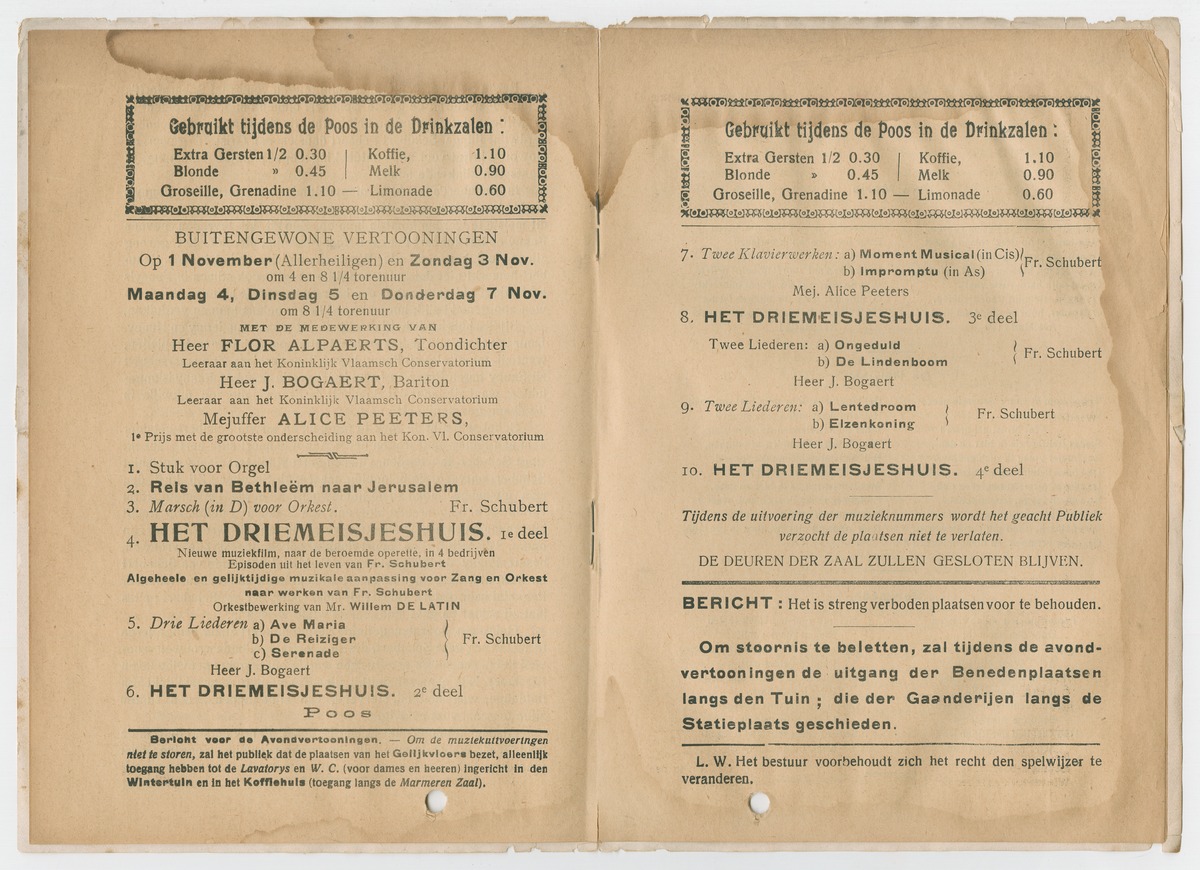 Gebruikt tijdens de Poos in de Drinkzalen :
Extra Gersten 1/2 0.30 | Koffie, 1.10
Blonde » 0.45 | Melk 0.90
Groseille, Grenadine 1.10 — Limonade 0.60
BUITENGEWONE VERTOONINGEN
Op 1 November (Allerheiligen) en Zondag 3 Nov.
om 4 en 8 1/4 torenuur
Maandag 4, Dinsdag 5 en Donderdag 7 Nov.
om 8 1/4 torenuur
MET DE MEDEWERKING VAN
Heer FLOR ALPAERTS, Toondichter
Leeraar aan het Koninklijk Vlaamsch Conservatorium
Heer J. BOGAERT, Bariton
Leeraar aan het Koninklijk Vlaamsch Conservatorium
Mejuffer ALICE PEETERS,
1e Prijs met de grootste onderscheiding aan het Kon. Vl. Conservatorium
1. Stuk voor Orgel
2. Reis van Bethleëm naar Jerusalem
3. Marsch (in D) voor Orkest. Fr. Schubert
4. HET DRIEMEISJESHUIS. 1e deel
Nieuwe muziekfilm, naar de beroemde operette, in 4 bedrijven
Episoden uit het leven van Fr. Schubert
Algeheele en gelijktijdige muzikale aanpassing voor Zang en Orkest
naar werken van Fr. Schubert
Orkestbewerking van Mr. Willem DE LATIN
5. Drie Liederen a) Ave Maria
b) De Reiziger } Fr. Schubert
c) Serenade
Heer J. Bogaert
6. HET DRIEMEISJESHUIS. 2e deel
Poos
Bericht voor de Avondvertooningen. — Om de muziekuitvoeringen
niet te storen, zal het publiek dat de plaatsen van het Gelijkvloers bezet, alleenlijk
toegang hebben tot de Lavatorys en W. C. (voor dames en heeren) ingericht in den
Wintertuin en in het Koffiehuis (toegang langs de Marmeren Zaal).
Gebruikt tijdens de Poos in de Drinkzalen :
Extra Gersten 1/2 0.30 | Koffie, 1.10
Blonde » 0.45 | Melk 0.90
Groseille, Grenadine 1.10 — Limonade 0.60
7. Twee Klavierwerken : a) Moment Musical (in Cis) } Fr. Schubert
b) Impromptu (in As)
Mej. Alice Peeters
8. HET DRIEMEISJESHUIS. 3e deel
Twee Liederen: a) Ongeduld } Fr. Schubert
b) De Lindenboom
Heer J. Bogaert
9. Twee Liederen: a) Lentedroom } Fr. Schubert
b) Elzenkoning
Heer J. Bogaert
10. HET DRIEMEISJESHUIS. 4e deel
Tijdens de uitvoering der muzieknummers wordt het geacht Publiek
verzocht de plaatsen niet te verlaten.
DE DEUREN DER ZAAL ZULLEN GESLOTEN BLIJVEN.
BERICHT : Het is streng verboden plaatsen voor te behouden.
Om stoornis te beletten, zal tijdens de avond-
vertooningen de uitgang der Benedenplaatsen
langs den Tuin ; die der Gaanderijen langs de
Statieplaats geschieden.
L. W. Het bestuur voorbehoudt zich het recht den spelwijzer te
veranderen.